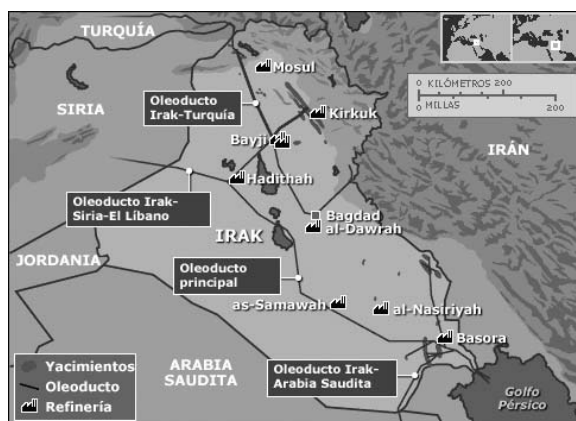 TURQUÍA
Mosul
0 KILÓMETROS 200
0 MILLAS 200
SIRIA
Oleoducto
Irak-Turquía
Kirkuk
Bayji
IRÁN
Hadithah
Oleoducto Irak-
Siria-El Líbano
Bagdad
al-Dawrah
IRAK
JORDANIA
Oleoducto
principal
as-Samawah
al-Nasiriyah
Basora
ARABIA
SAUDITA
Oleoducto Irak-
Arabia Saudita
Yacimientos
Oleoducto
Refinería
Golfo
Pérsico